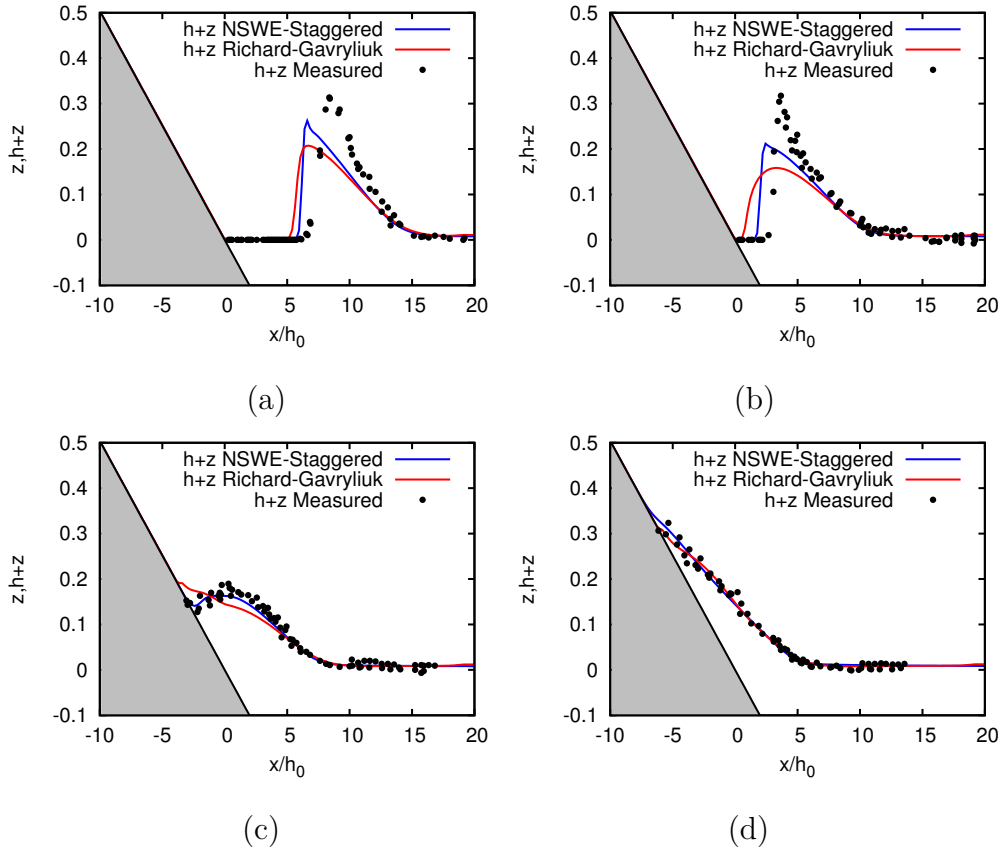 0.5
0.4
0.3
0.2
0.1
0
-0.1
-10 -5 0 5 10 15 20
z,h+z
x/h0
h+z NSWE-Staggered
h+z Richard-Gavryliuk
h+z Measured
(a)
0.5
0.4
0.3
0.2
0.1
0
-0.1
-10 -5 0 5 10 15 20
z,h+z
x/h0
h+z NSWE-Staggered
h+z Richard-Gavryliuk
h+z Measured
(b)
0.5
0.4
0.3
0.2
0.1
0
-0.1
-10 -5 0 5 10 15 20
z,h+z
x/h0
h+z NSWE-Staggered
h+z Richard-Gavryliuk
h+z Measured
(c)
0.5
0.4
0.3
0.2
0.1
0
-0.1
-10 -5 0 5 10 15 20
z,h+z
x/h0
h+z NSWE-Staggered
h+z Richard-Gavryliuk
h+z Measured
(d)